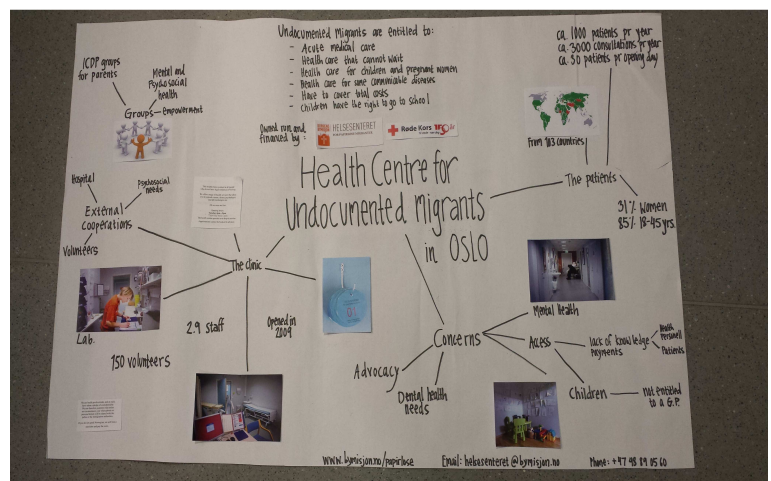 Undocumented Migrants are entitled to:
- Acute medical care
- Health care that cannot wait
- Health care for children and pregnant women
- Health care for some communicable diseases
- Have to cover total costs
- Children have the right to go to school
Owned run and
financed by:
HELSESENTERET
Røde Kors
ca. 1000 patients pr year
ca. 3000 consultations pr year
ca. 50 patients pr opening day
From 103 countries
The patients
31% Women
85% 18-45 yrs.
ICDP groups
for parents
Mental and
Psycosocial
health
Groups
empowerment
Health Centre for
Undocumented Migrants
in OSLO
Hospital
Psychosocial
needs
External
Cooperations
Volunteers
The clinic
Lab.
2.9 staff
Opened in
2009
150 volunteers
Concerns
Mental Health
Access
lack of knowledge
Payments
Health
Personell
Patients
Children
not entitled
to a G.P.
Advocacy
Dental health
needs
www.bymisjon.no/papirlose
Email: helsesenteret@bymisjon.no
Phone: +47 98 89 05 60